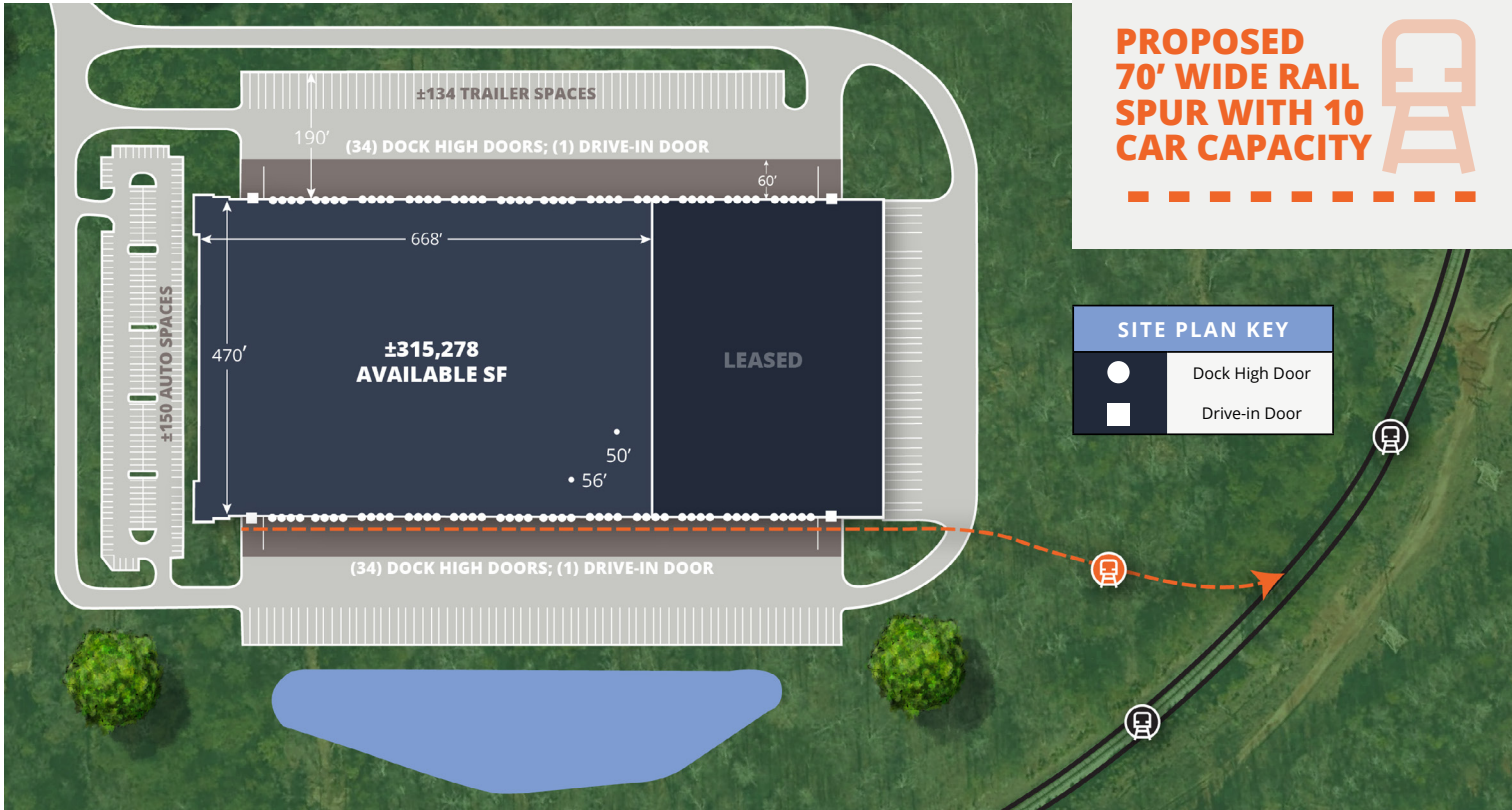 PROPOSED
70’ WIDE RAIL
SPUR WITH 10
CAR CAPACITY
±134 TRAILER SPACES
190’
(34) DOCK HIGH DOORS; (1) DRIVE-IN DOOR
60’
668’
±150 AUTO SPACES
470’
±315,278
AVAILABLE SF
LEASED
50’
56’
(34) DOCK HIGH DOORS; (1) DRIVE-IN DOOR
SITE PLAN KEY
Dock High Door
Drive-in Door